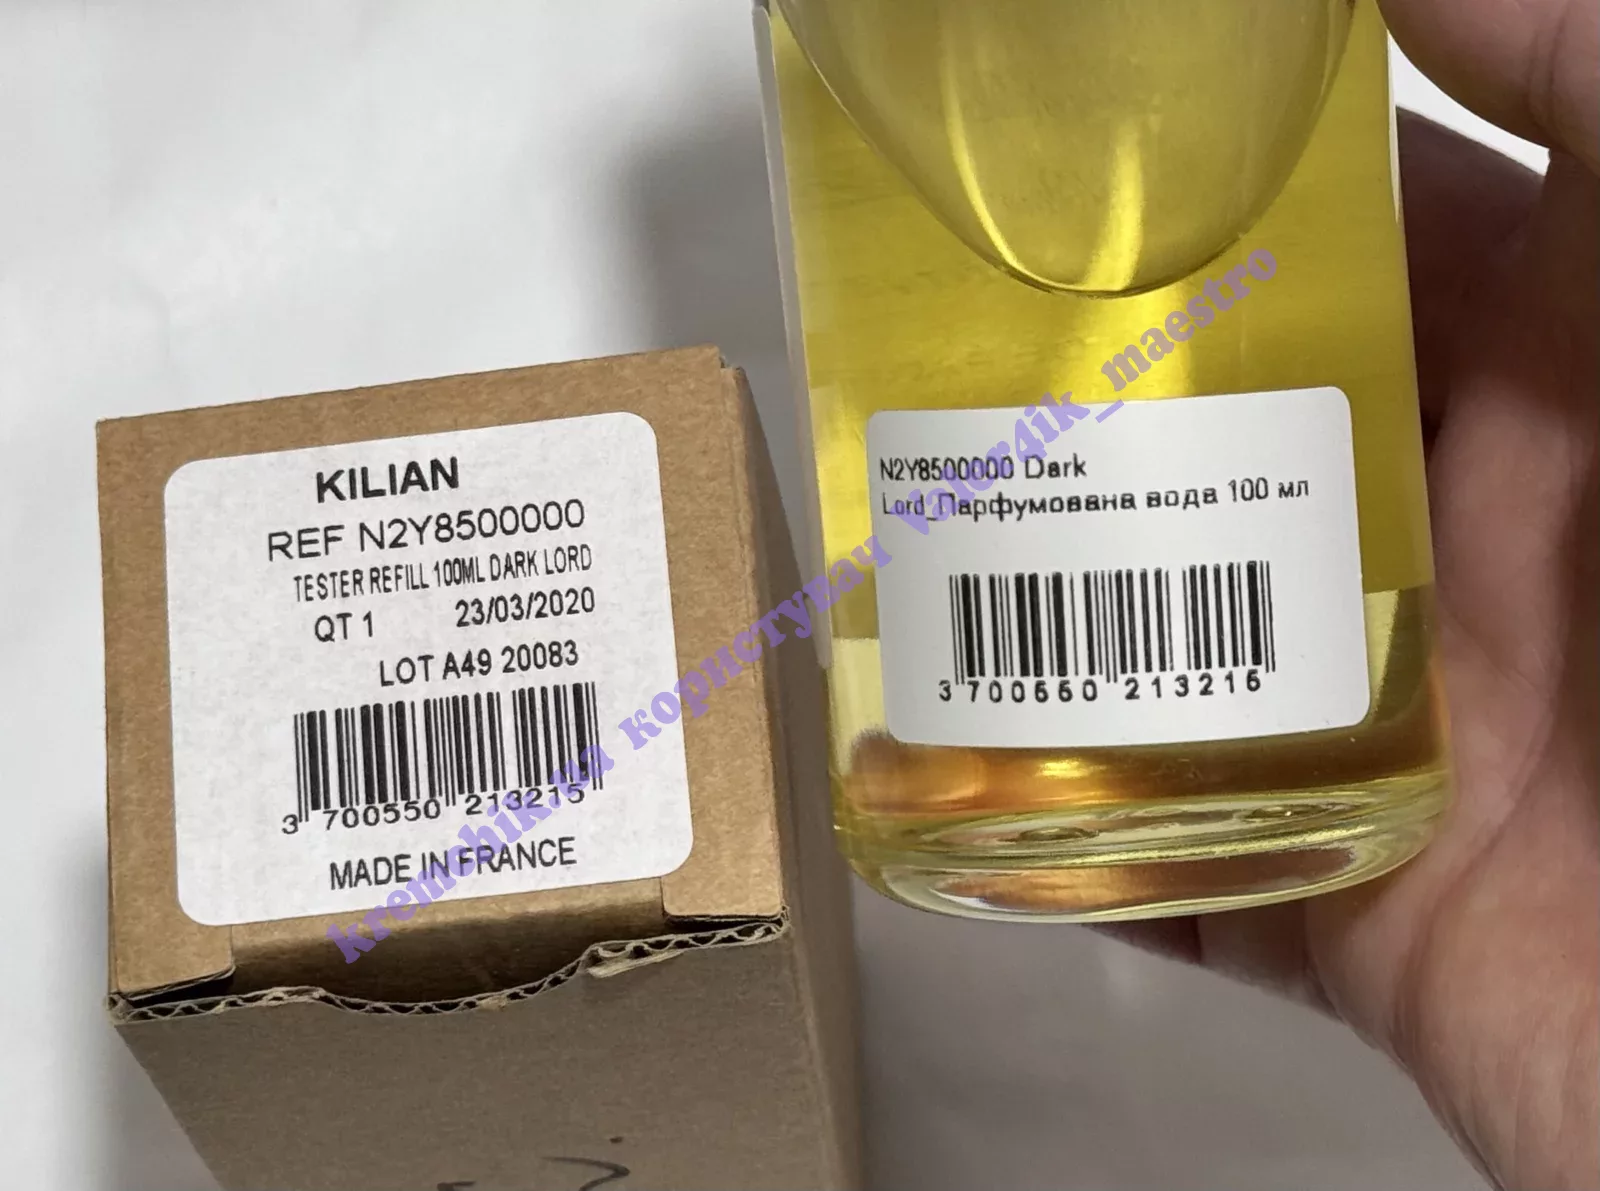 KILIAN
REF N2Y8500000
TESTER REFILL 100ML DARK LORD
QT 1 23/03/2020
LOT A49 20083
3 700550 213215
MADE IN FRANCE
N2Y8500000 Dark
Lord_Парфумована вода 100 мл
3 700550 213215
kremchik.ua користувач valer4ik_maestro